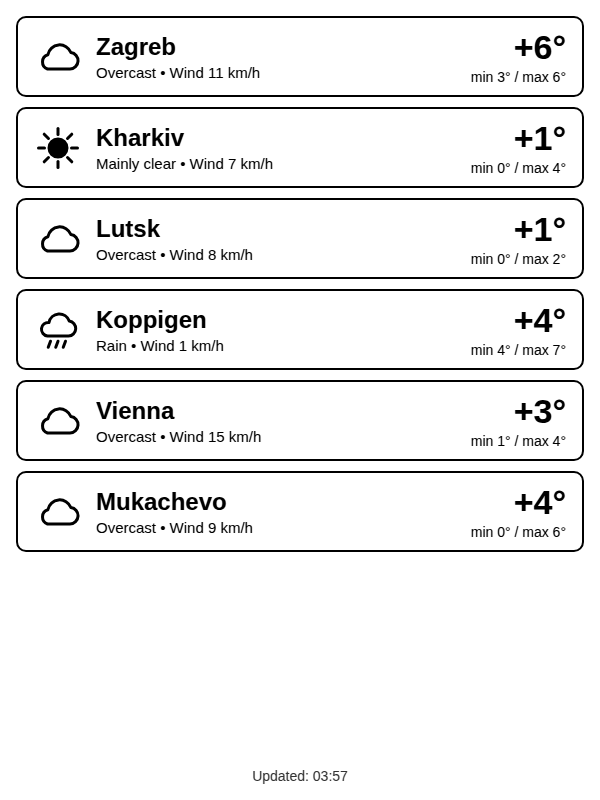 Zagreb
Overcast • Wind 11 km/h
+6°
min 3° / max 6°
Kharkiv
Mainly clear • Wind 7 km/h
+1°
min 0° / max 4°
Lutsk
Overcast • Wind 8 km/h
+1°
min 0° / max 2°
Koppigen
Rain • Wind 1 km/h
+4°
min 4° / max 7°
Vienna
Overcast • Wind 15 km/h
+3°
min 1° / max 4°
Mukachevo
Overcast • Wind 9 km/h
+4°
min 0° / max 6°
Updated: 03:57